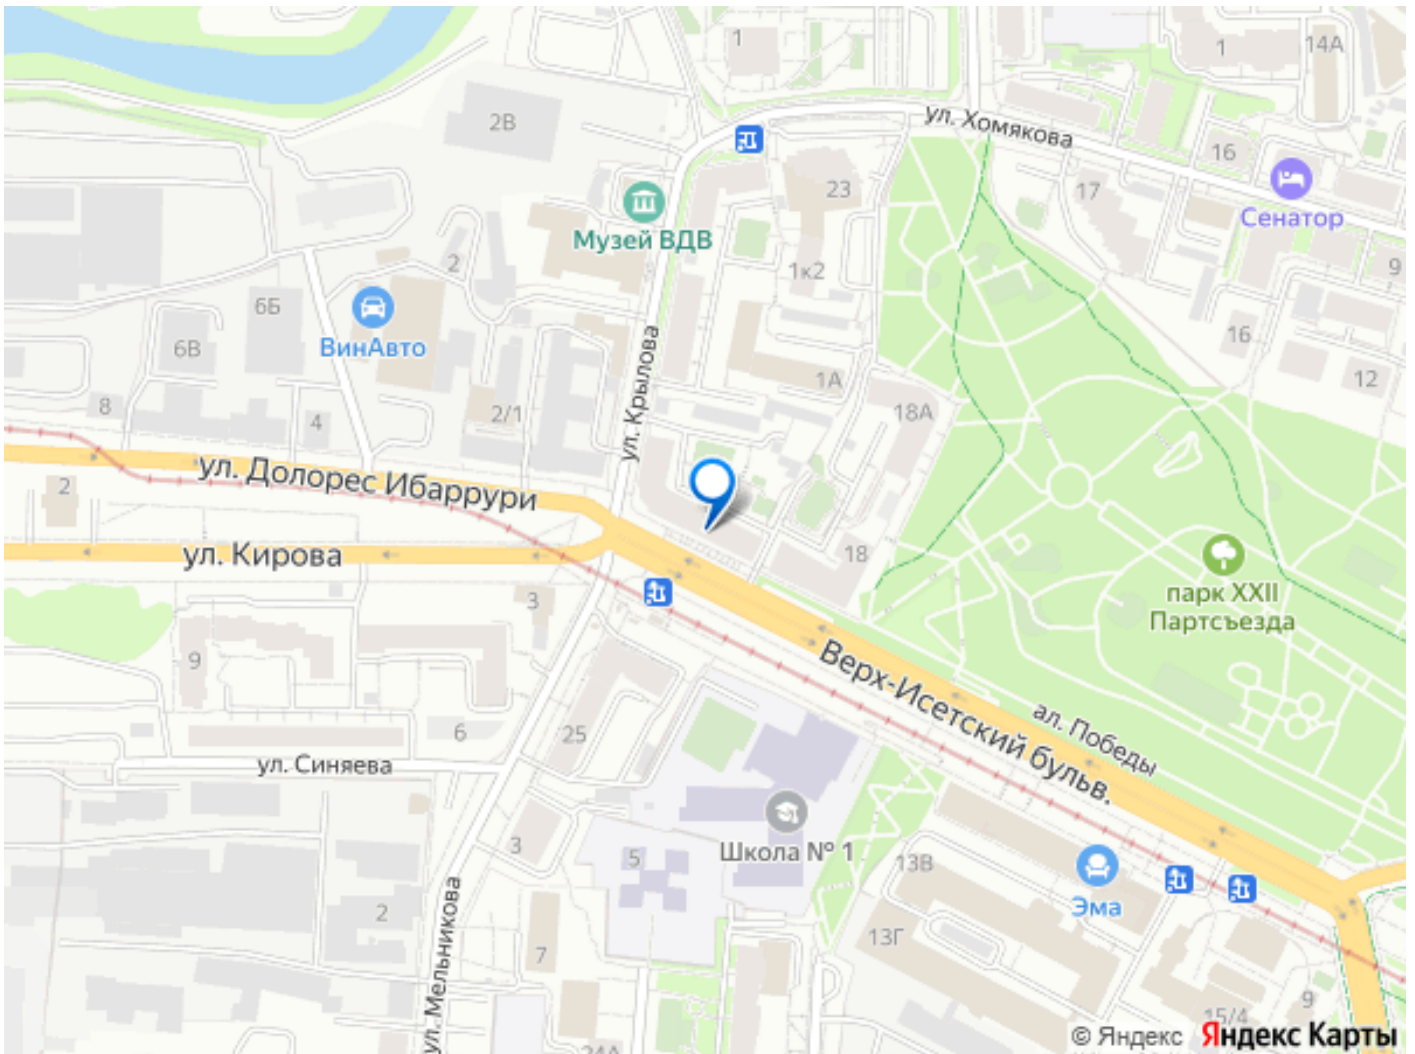 1
1
14А
2В
ул. Хомякова
16
23
17
Сенатор
Музей ВДВ
2
1к2
9
6Б
6В
ВинАвто
16
ул. Крылова
1А
12
8
4
2/1
18А
ул. Долорес Ибаррури
2
ул. Кирова
18
парк XXII
Партсъезда
3
9
Верх-Исетский бульв.
ал. Победы
6
25
ул. Синяева
3
5
Школа № 1
13В
Эма
2
ул. Мельникова
7
13Г
9
15/4
24А
© Яндекс Яндекс Карты